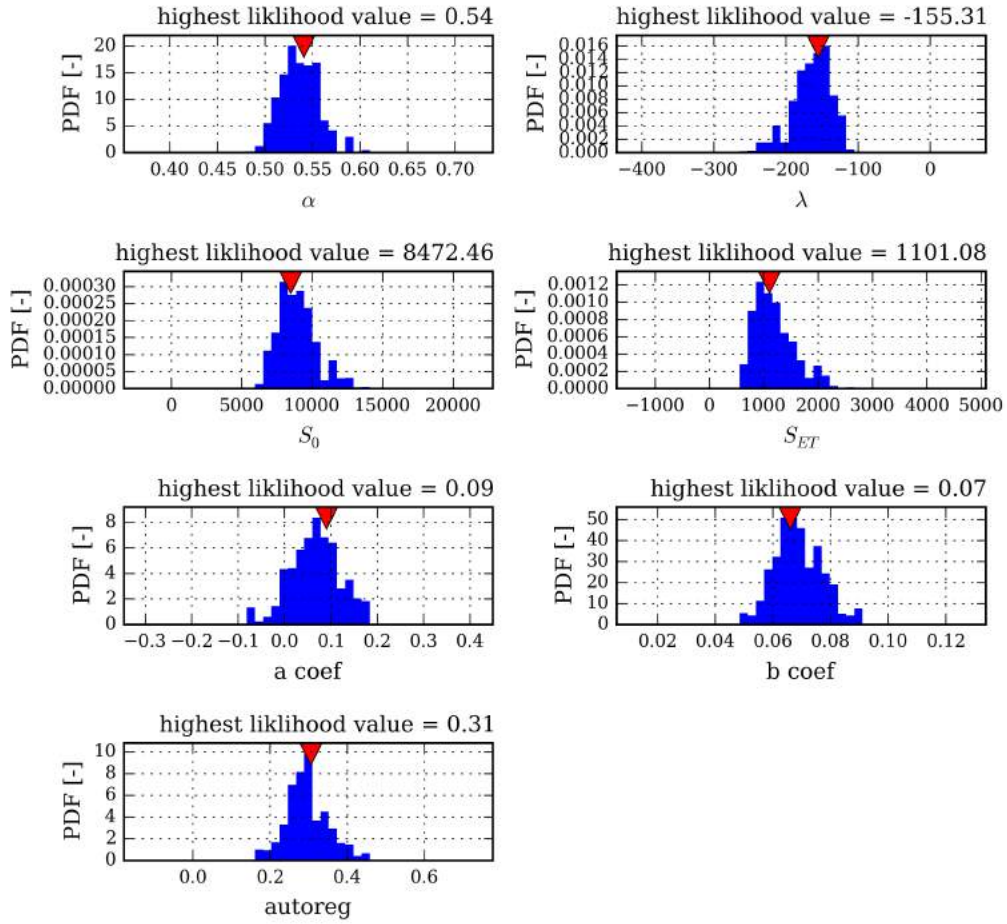 highest liklihood value = 0.54
PDF [-]
20
15
10
5
0
0.40 0.45 0.50 0.55 0.60 0.65 0.70
α
highest liklihood value = -155.31
PDF [-]
0.016
0.014
0.012
0.010
0.008
0.006
0.004
0.002
0.000
−400 −300 −200 −100 0
λ
highest liklihood value = 8472.46
PDF [-]
0.00030
0.00025
0.00020
0.00015
0.00010
0.00005
0.00000
0 5000 10000 15000 20000
S_0
highest liklihood value = 1101.08
PDF [-]
0.0012
0.0010
0.0008
0.0006
0.0004
0.0002
0.0000
−1000 0 1000 2000 3000 4000 5000
S_ET
highest liklihood value = 0.09
PDF [-]
8
6
4
2
0
−0.3 −0.2 −0.1 0.0 0.1 0.2 0.3 0.4
a coef
highest liklihood value = 0.07
PDF [-]
50
40
30
20
10
0
0.02 0.04 0.06 0.08 0.10 0.12
b coef
highest liklihood value = 0.31
PDF [-]
10
8
6
4
2
0
0.0 0.2 0.4 0.6
autoreg